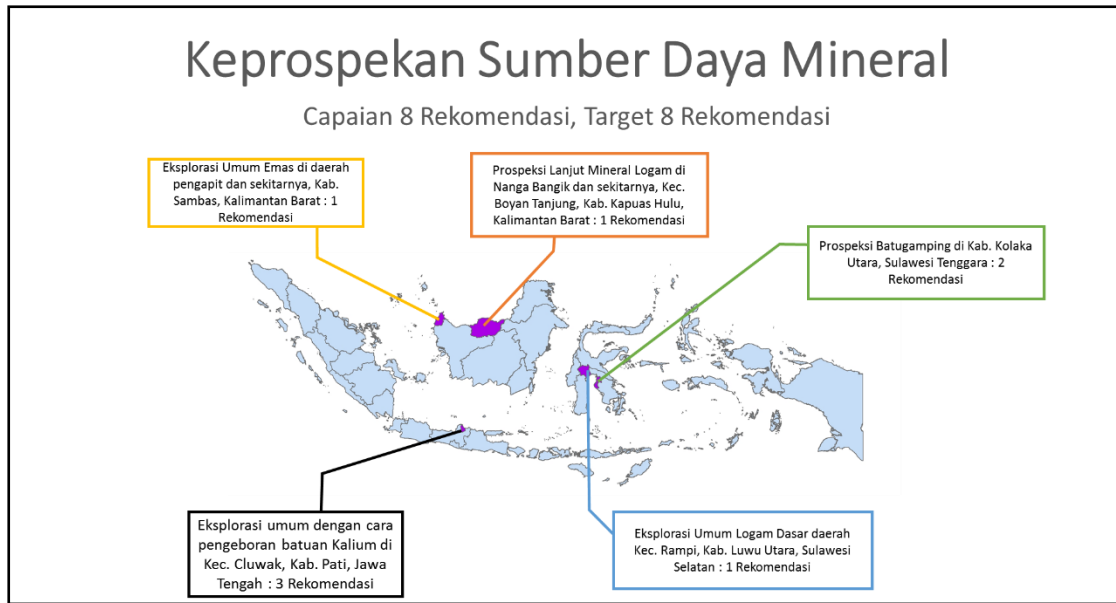 Keprospekan Sumber Daya Mineral
Capaian 8 Rekomendasi, Target 8 Rekomendasi
Eksplorasi Umum Emas di daerah
pengapit dan sekitarnya, Kab.
Sambas, Kalimantan Barat : 1
Rekomendasi
Prospeksi Lanjut Mineral Logam di
Nanga Bangik dan sekitarnya, Kec.
Boyan Tanjung, Kab. Kapuas Hulu,
Kalimantan Barat : 1 Rekomendasi
Prospeksi Batugamping di Kab. Kolaka
Utara, Sulawesi Tenggara : 2
Rekomendasi
Eksplorasi umum dengan cara
pengeboran batuan Kalium di
Kec. Cluwak, Kab. Pati, Jawa
Tengah : 3 Rekomendasi
Eksplorasi Umum Logam Dasar daerah
Kec. Rampi, Kab. Luwu Utara, Sulawesi
Selatan : 1 Rekomendasi